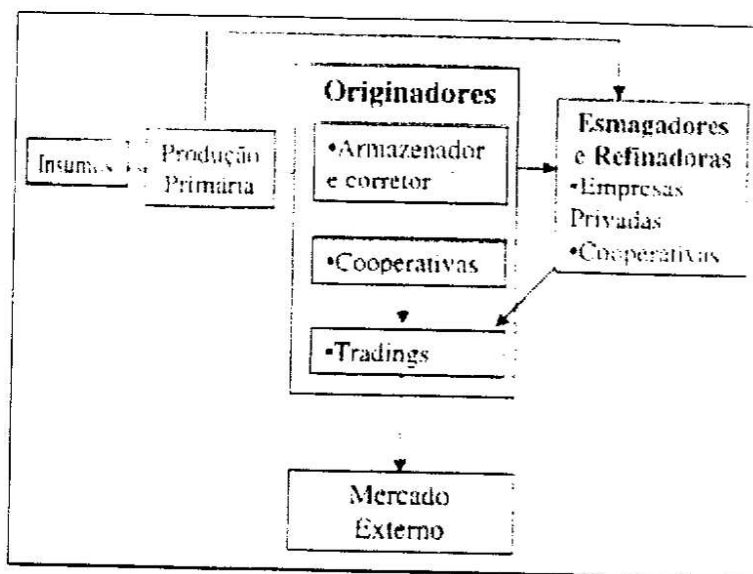 Insumos
Produção
Primária
Originadores
•Armazenador
e corretor
•Cooperativas
•Tradings
Esmagadores
e Refinadoras
•Empresas
Privadas
•Cooperativas
Mercado
Externo